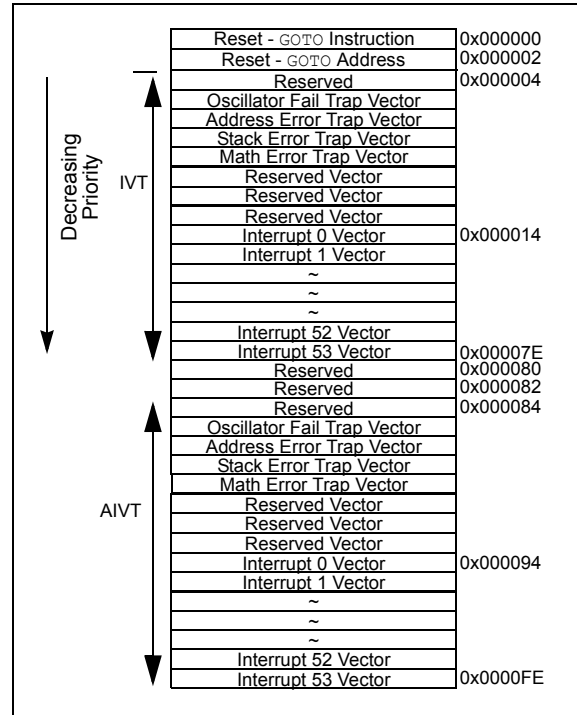 Reset - GOTO Instruction 0x000000
Reset - GOTO Address 0x000002
Reserved 0x000004
Oscillator Fail Trap Vector
Address Error Trap Vector
Stack Error Trap Vector
Math Error Trap Vector
Reserved Vector
Reserved Vector
Reserved Vector
Interrupt 0 Vector 0x000014
Interrupt 1 Vector
~
~
~
Interrupt 52 Vector
Interrupt 53 Vector 0x00007E
Reserved 0x000080
Reserved 0x000082
Reserved 0x000084
Oscillator Fail Trap Vector
Address Error Trap Vector
Stack Error Trap Vector
Math Error Trap Vector
Reserved Vector
Reserved Vector
Reserved Vector
Interrupt 0 Vector 0x000094
Interrupt 1 Vector
~
~
~
Interrupt 52 Vector
Interrupt 53 Vector 0x0000FE
Decreasing
Priority
IVT
AIVT